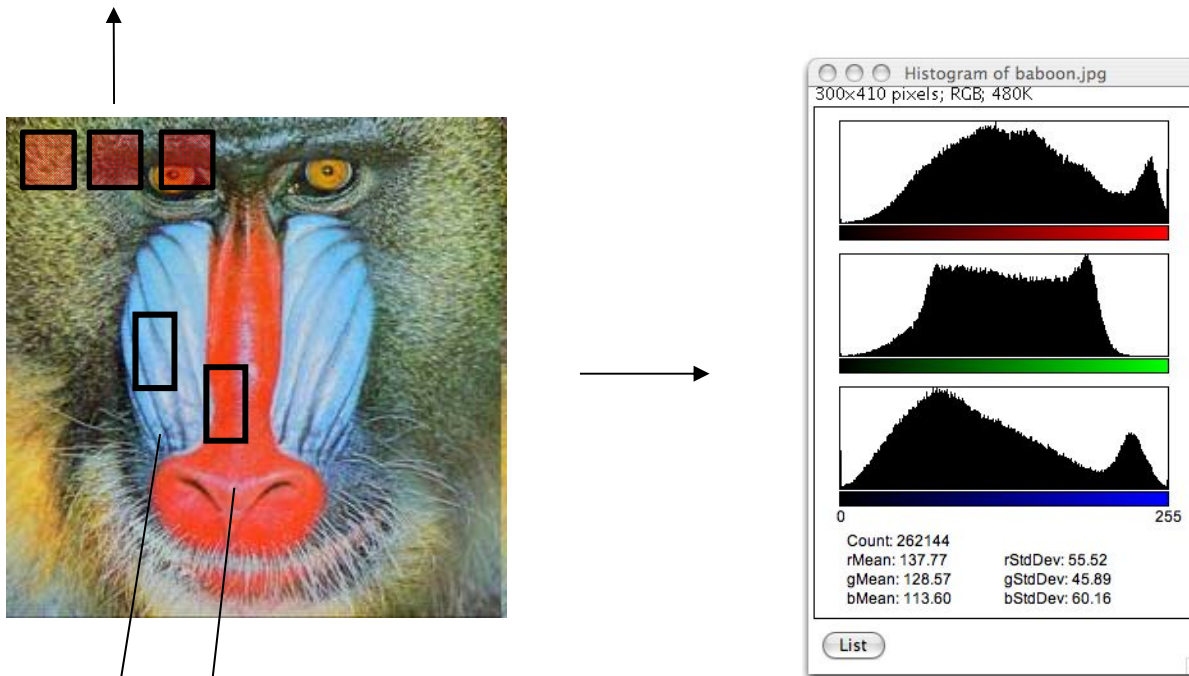 Histogram of baboon.jpg
300x410 pixels; RGB; 480K
0 255
Count: 262144
rMean: 137.77 rStdDev: 55.52
gMean: 128.57 gStdDev: 45.89
bMean: 113.60 bStdDev: 60.16
List